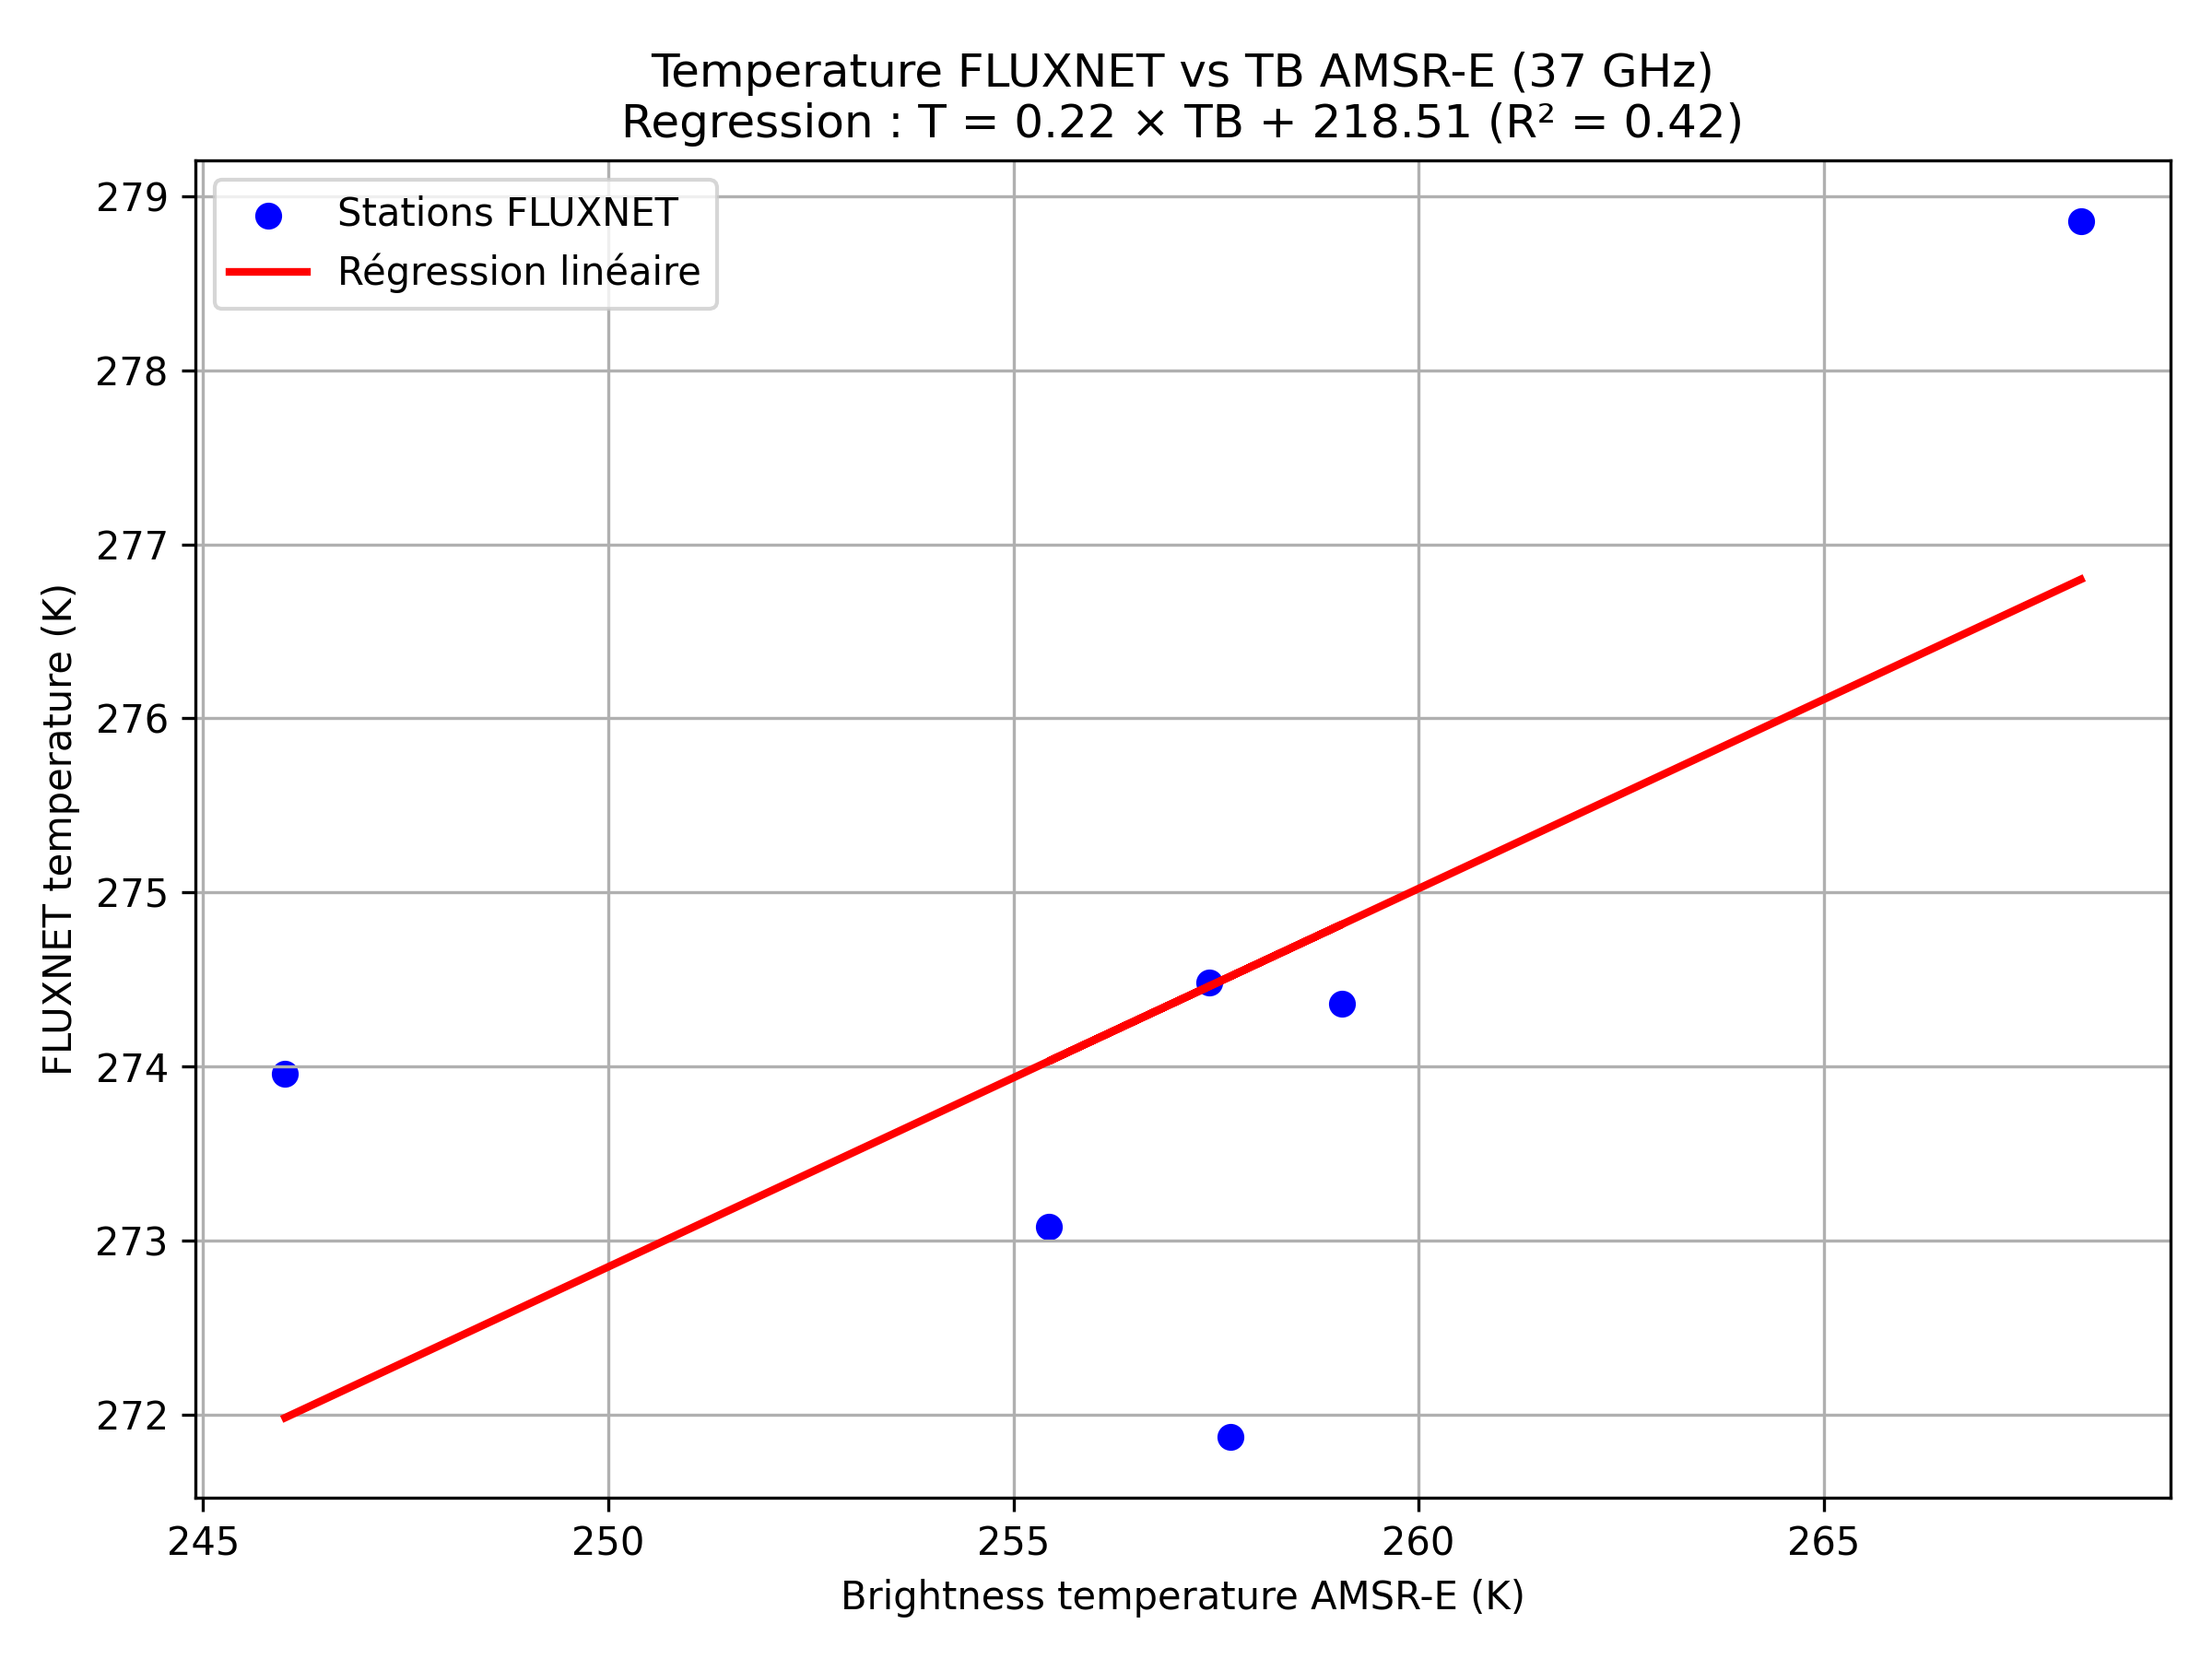 Temperature FLUXNET vs TB AMSR-E (37 GHz)
Regression : T = 0.22 × TB + 218.51 (R² = 0.42)
Stations FLUXNET
Régression linéaire
279
278
277
276
275
274
273
272
FLUXNET temperature (K)
245 250 255 260 265
Brightness temperature AMSR-E (K)